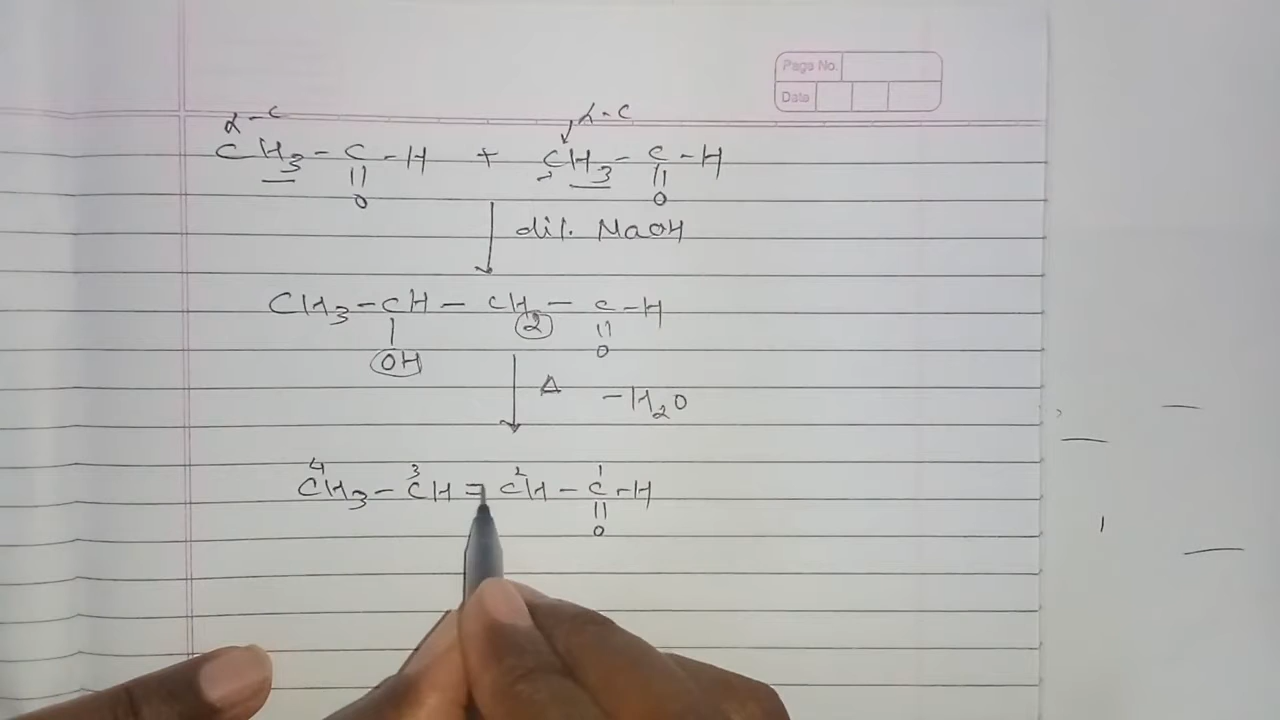 Page No.
Date
α-C α-C
CH3-C-H + CH3-C-H
|| ||
O O
dil. NaOH
CH3-CH-CH2-C-H
| ||
OH O
Δ -H2O
4 3 2 1
CH3-CH=CH-C-H
||
O